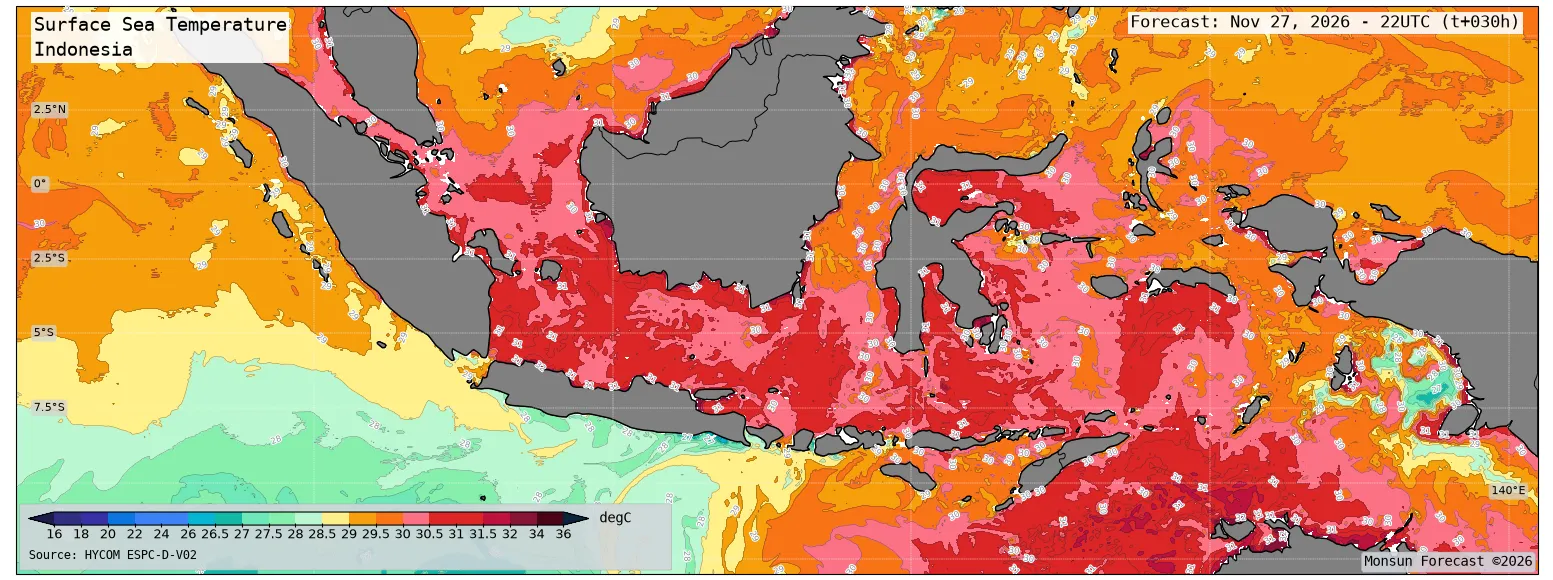 Surface Sea Temperature
Indonesia
Forecast: Nov 27, 2026 - 22UTC (t+030h)
2.5°N
0°
2.5°S
5°S
7.5°S
140°E
degC
16 18 20 22 24 26 26.5 27 27.5 28 28.5 29 29.5 30 30.5 31 31.5 32 34 36
Source: HYCOM ESPC-D-V02
Monsun Forecast ©2026